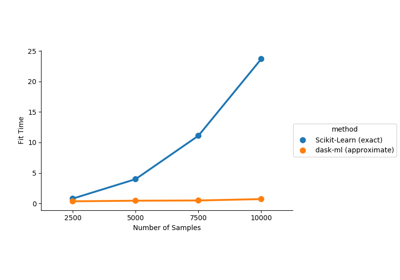 25
20
15
10
5
0
Fit Time
2500 5000 7500 10000
Number of Samples
method
Scikit-Learn (exact)
dask-ml (approximate)